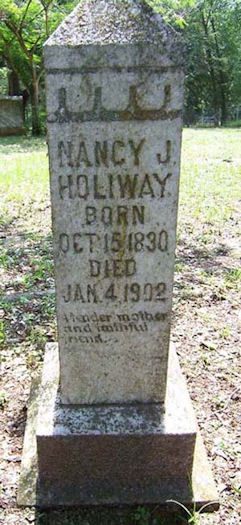 NANCY J.
HOLIWAY
BORN
OCT. 15, 1830
DIED
JAN. 4, 1902
A tender mother
and a faithful
friend.